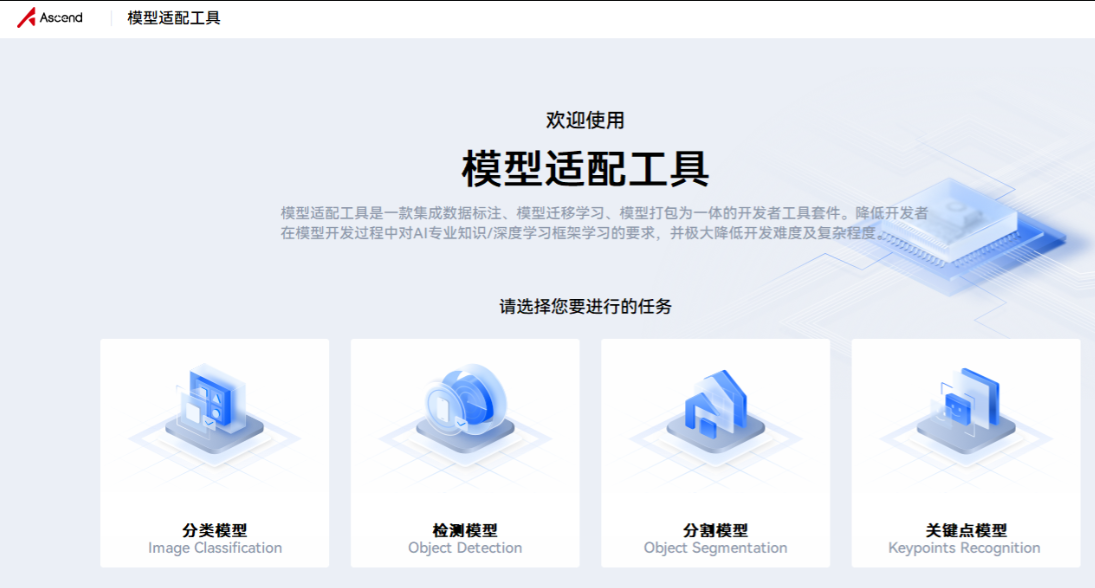 Ascend 模型适配工具
欢迎使用
模型适配工具
模型适配工具是一款集成数据标注、模型迁移学习、模型打包为一体的开发者工具套件。降低开发者
在模型开发过程中对AI专业知识/深度学习框架学习的要求，并极大降低开发难度及复杂程度。
请选择您要进行的任务
分类模型
Image Classification
检测模型
Object Detection
分割模型
Object Segmentation
关键点模型
Keypoints Recognition